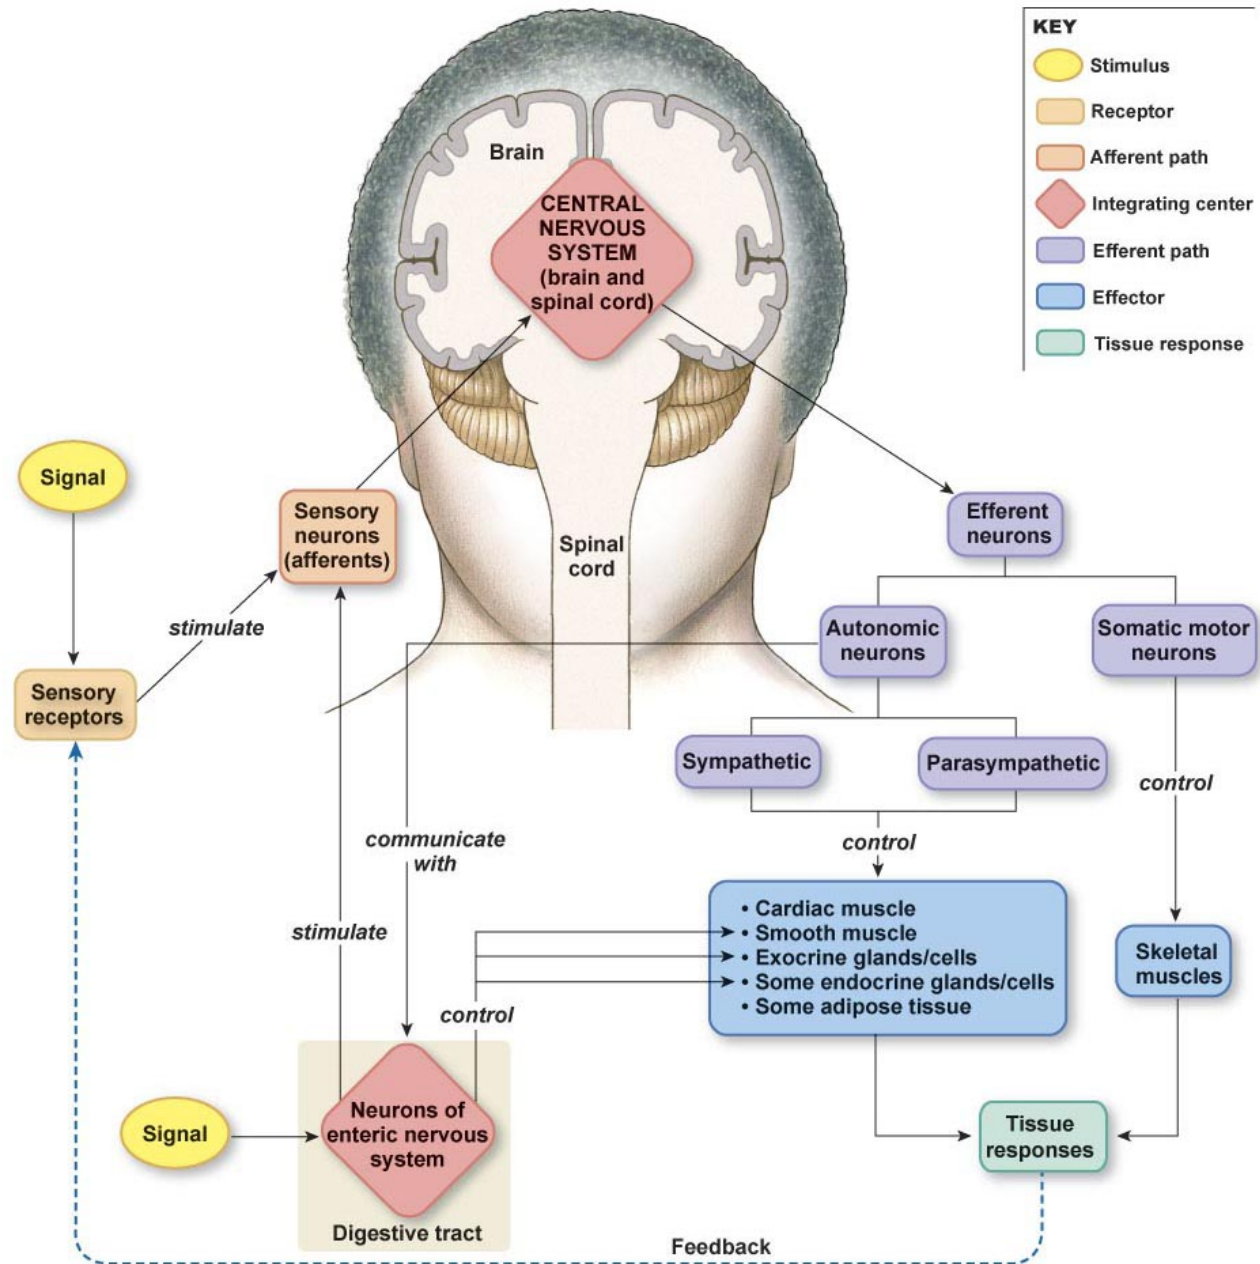 KEY
Stimulus
Receptor
Afferent path
Integrating center
Efferent path
Effector
Tissue response
Brain
CENTRAL
NERVOUS
SYSTEM
(brain and
spinal cord)
Signal
Sensory
neurons
(afferents)
Spinal
cord
Efferent
neurons
stimulate
Autonomic
neurons
Somatic motor
neurons
Sensory
receptors
Sympathetic
Parasympathetic
control
communicate
with
control
• Cardiac muscle
• Smooth muscle
• Exocrine glands/cells
• Some endocrine glands/cells
• Some adipose tissue
stimulate
control
Skeletal
muscles
Signal
Neurons of
enteric nervous
system
Tissue
responses
Digestive tract
Feedback